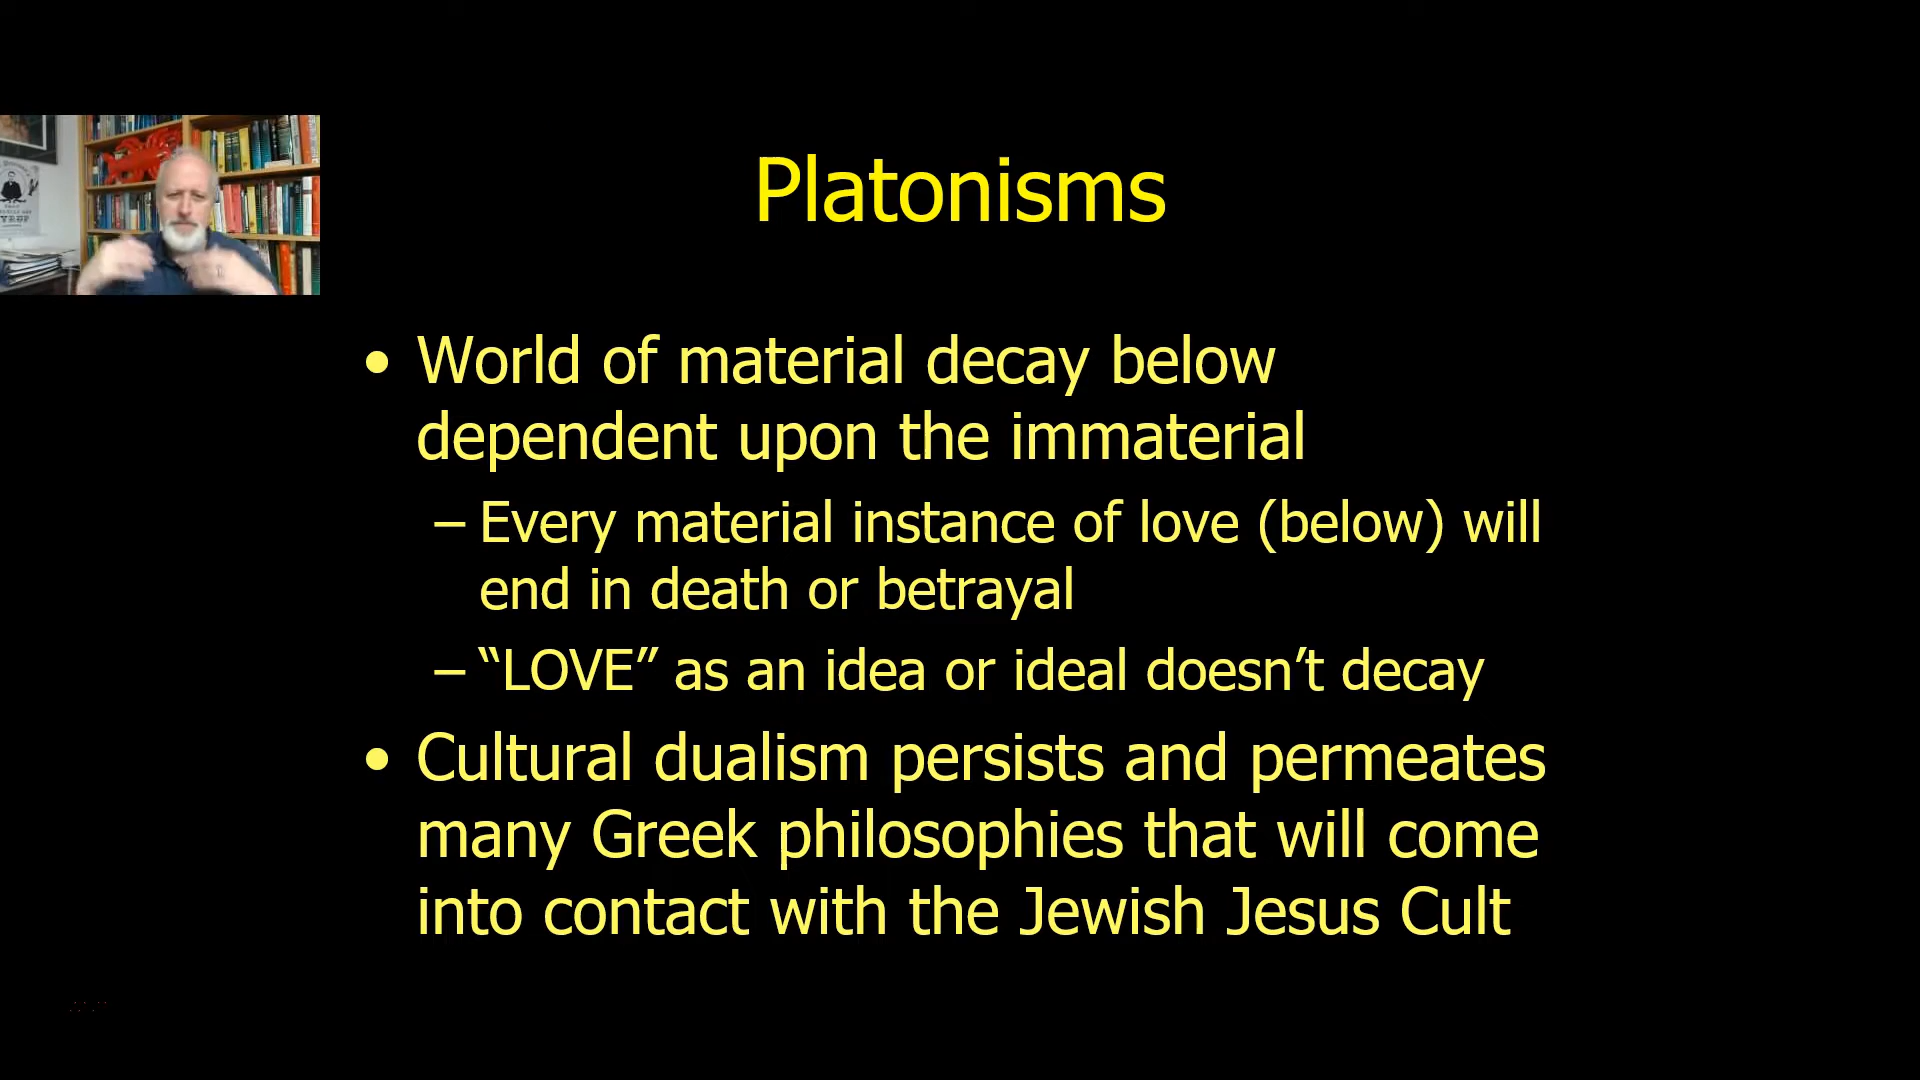 Platonisms
• World of material decay below
dependent upon the immaterial
– Every material instance of love (below) will
end in death or betrayal
– “LOVE” as an idea or ideal doesn’t decay
• Cultural dualism persists and permeates
many Greek philosophies that will come
into contact with the Jewish Jesus Cult